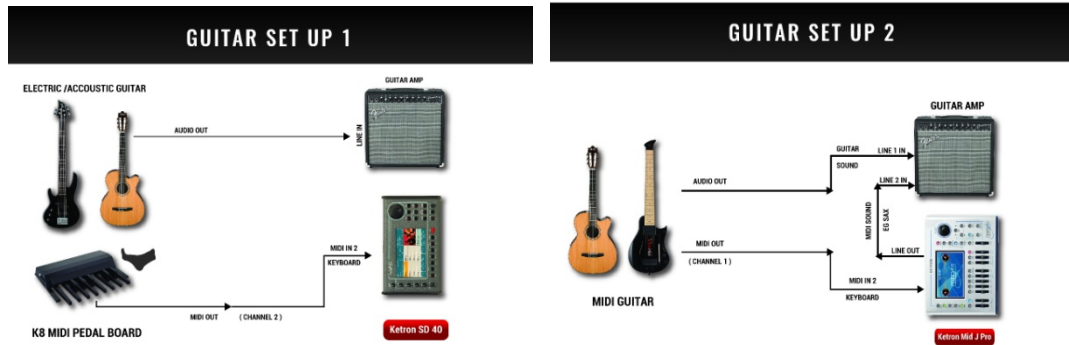 GUITAR SET UP 1
ELECTRIC /ACCOUSTIC GUITAR
GUITAR AMP
AUDIO OUT
LINE IN
MIDI IN 2
KEYBOARD
MIDI OUT
( CHANNEL 2 )
K8 MIDI PEDAL BOARD
Ketron SD 40
GUITAR SET UP 2
GUITAR AMP
GUITAR
SOUND
LINE 1 IN
LINE 2 IN
AUDIO OUT
MIDI SOUND
EG SAX
MIDI OUT
( CHANNEL 1 )
LINE OUT
MIDI IN 2
KEYBOARD
MIDI GUITAR
Ketron Mid J Pro